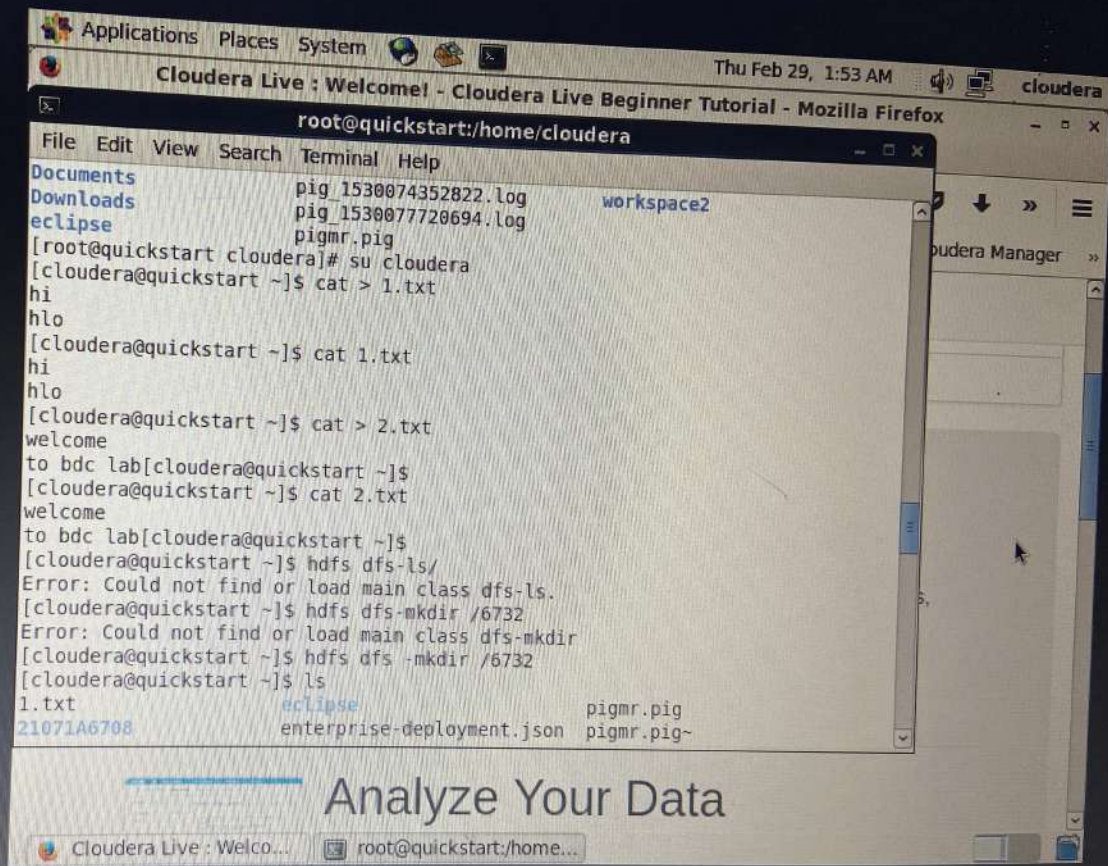 Applications Places System
Thu Feb 29, 1:53 AM cloudera
Cloudera Live : Welcome! - Cloudera Live Beginner Tutorial - Mozilla Firefox
root@quickstart:/home/cloudera
File Edit View Search Terminal Help
Documents pig_1530074352822.log workspace2
Downloads pig_1530077720694.log
eclipse pigmr.pig
[root@quickstart cloudera]# su cloudera
[cloudera@quickstart ~]$ cat > 1.txt
hi
hlo
[cloudera@quickstart ~]$ cat 1.txt
hi
hlo
[cloudera@quickstart ~]$ cat > 2.txt
welcome
to bdc lab[cloudera@quickstart ~]$
[cloudera@quickstart ~]$ cat 2.txt
welcome
to bdc lab[cloudera@quickstart ~]$
[cloudera@quickstart ~]$ hdfs dfs-ls/
Error: Could not find or load main class dfs-ls.
[cloudera@quickstart ~]$ hdfs dfs-mkdir /6732
Error: Could not find or load main class dfs-mkdir
[cloudera@quickstart ~]$ hdfs dfs -mkdir /6732
[cloudera@quickstart ~]$ ls
1.txt eclipse pigmr.pig
21071A6708 enterprise-deployment.json pigmr.pig~
oudera Manager »
s,
Analyze Your Data
Cloudera Live : Welco... root@quickstart:/home...